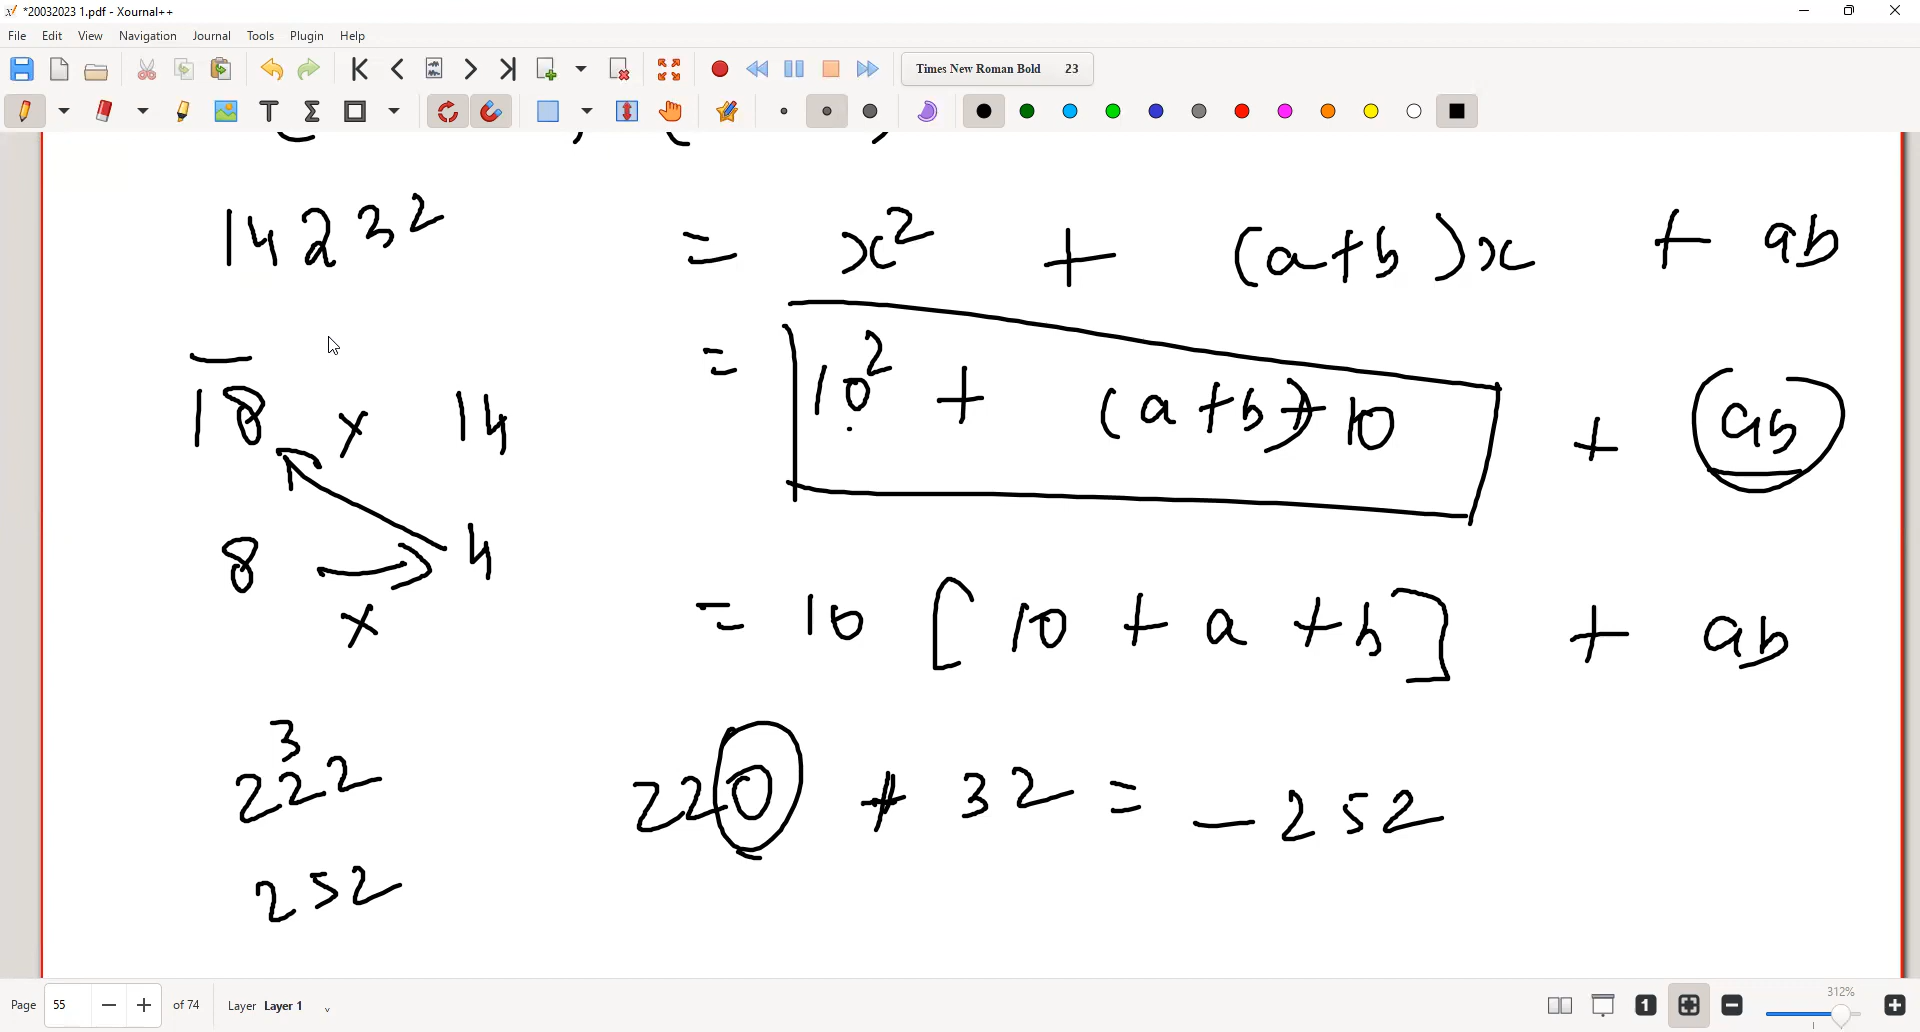 *20032023 1.pdf - Xournal++
File Edit View Navigation Journal Tools Plugin Help
Times New Roman Bold 23
1423² = x² + (a+b)x + ab
= 10² + (a+b)+10 + ab
18 x 14
8 4
x
= 10 [10 + a + b] + ab
3
222
220 + 32 = - 252
252
Page 55 of 74 Layer Layer 1 312%